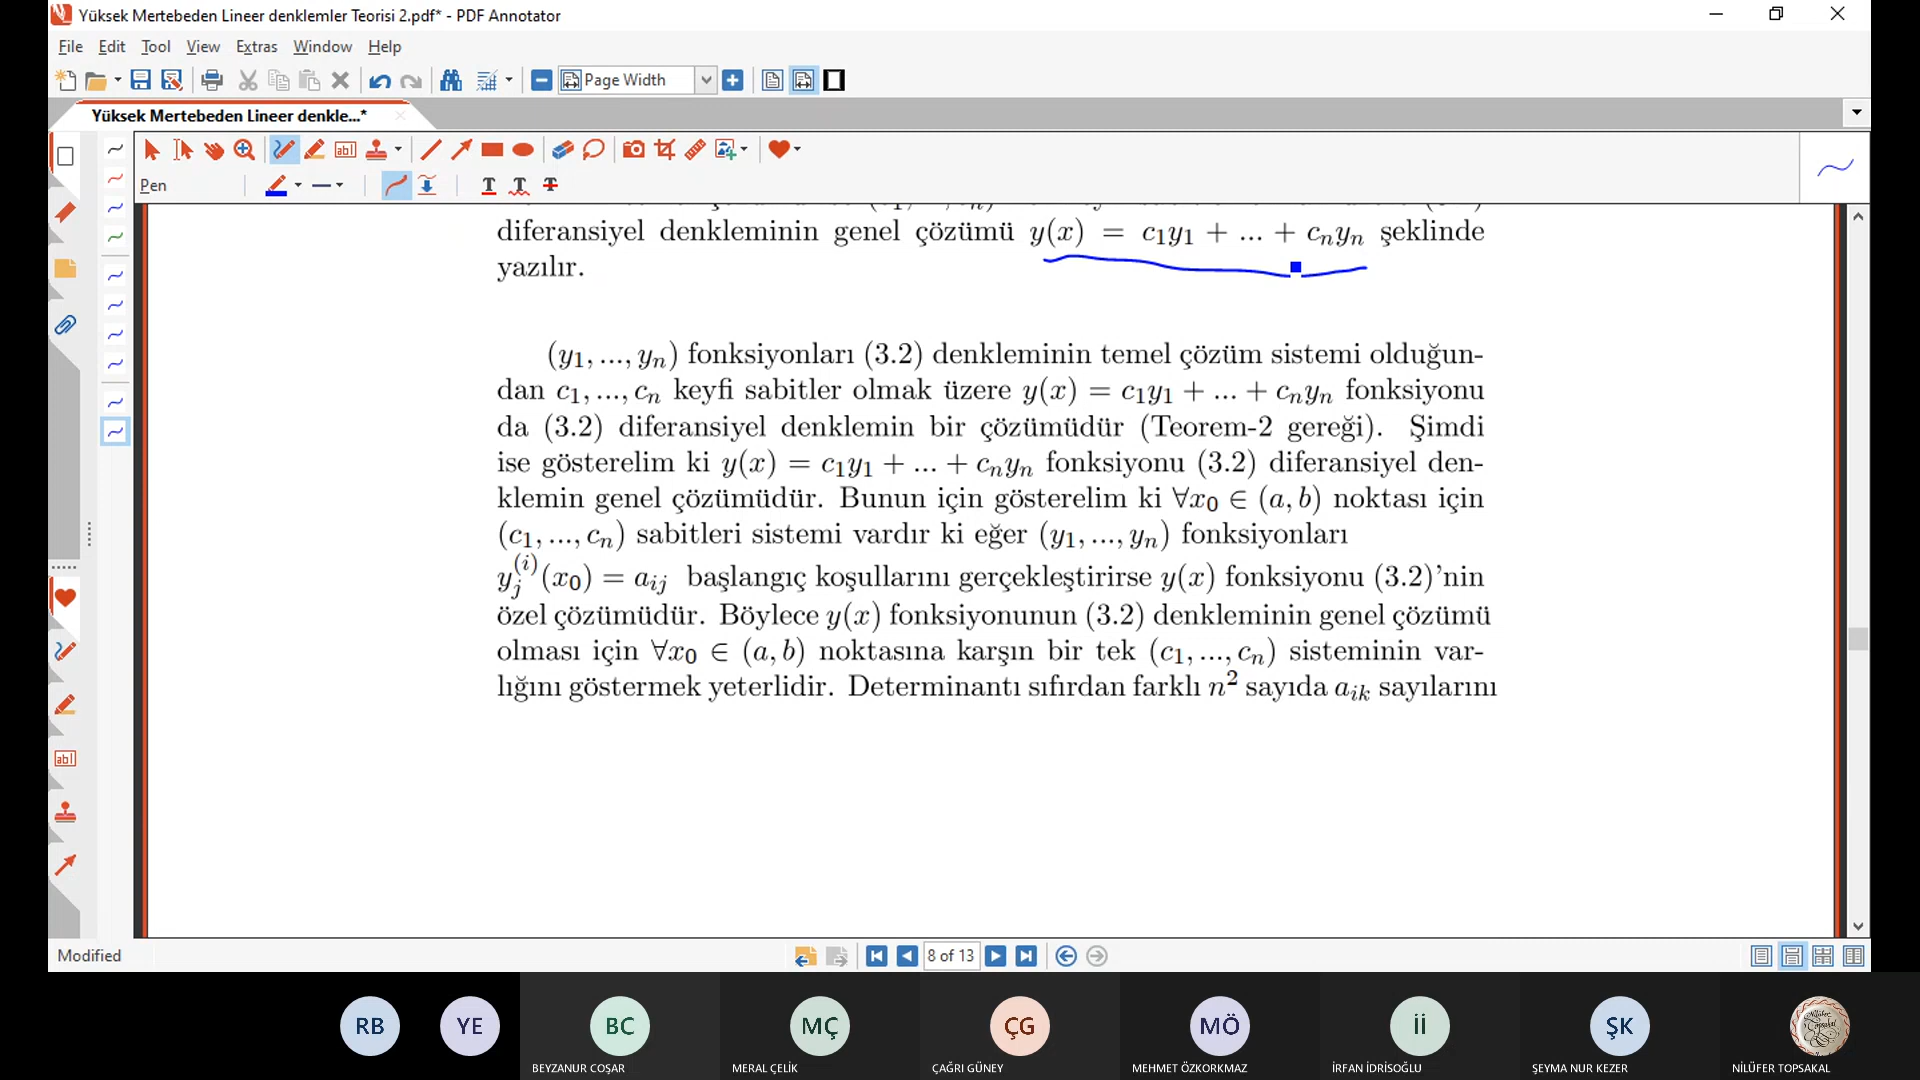 Yüksek Mertebeden Lineer denklemler Teorisi 2.pdf* - PDF Annotator
File Edit Tool View Extras Window Help
Page Width
Yüksek Mertebeden Lineer denkle...*
Pen
diferansiyel denkleminin genel çözümü y(x) = c₁y₁ + ... + cₙyₙ şeklinde
yazılır.
(y₁, ..., yₙ) fonksiyonları (3.2) denkleminin temel çözüm sistemi olduğun-
dan c₁, ..., cₙ keyfi sabitler olmak üzere y(x) = c₁y₁ + ... + cₙyₙ fonksiyonu
da (3.2) diferansiyel denklemin bir çözümüdür (Teorem-2 gereği). Şimdi
ise gösterelim ki y(x) = c₁y₁ + ... + cₙyₙ fonksiyonu (3.2) diferansiyel den-
klemin genel çözümüdür. Bunun için gösterelim ki ∀x₀ ∈ (a, b) noktası için
(c₁, ..., cₙ) sabitleri sistemi vardır ki eğer (y₁, ..., yₙ) fonksiyonları
y_j^{(i)}(x₀) = a_{ij} başlangıç koşullarını gerçekleştirirse y(x) fonksiyonu (3.2)'nin
özel çözümüdür. Böylece y(x) fonksiyonunun (3.2) denkleminin genel çözümü
olması için ∀x₀ ∈ (a, b) noktasına karşın bir tek (c₁, ..., cₙ) sisteminin var-
lığını göstermek yeterlidir. Determinantı sıfırdan farklı n² sayıda a_{ik} sayılarını
Modified
8 of 13
RB YE BC MÇ ÇG MÖ İİ ŞK
BEYZANUR COŞAR MERAL ÇELİK ÇAĞRI GÜNEY MEHMET ÖZKORKMAZ İRFAN İDRİSOĞLU ŞEYMA NUR KEZER NİLÜFER TOPSAKAL